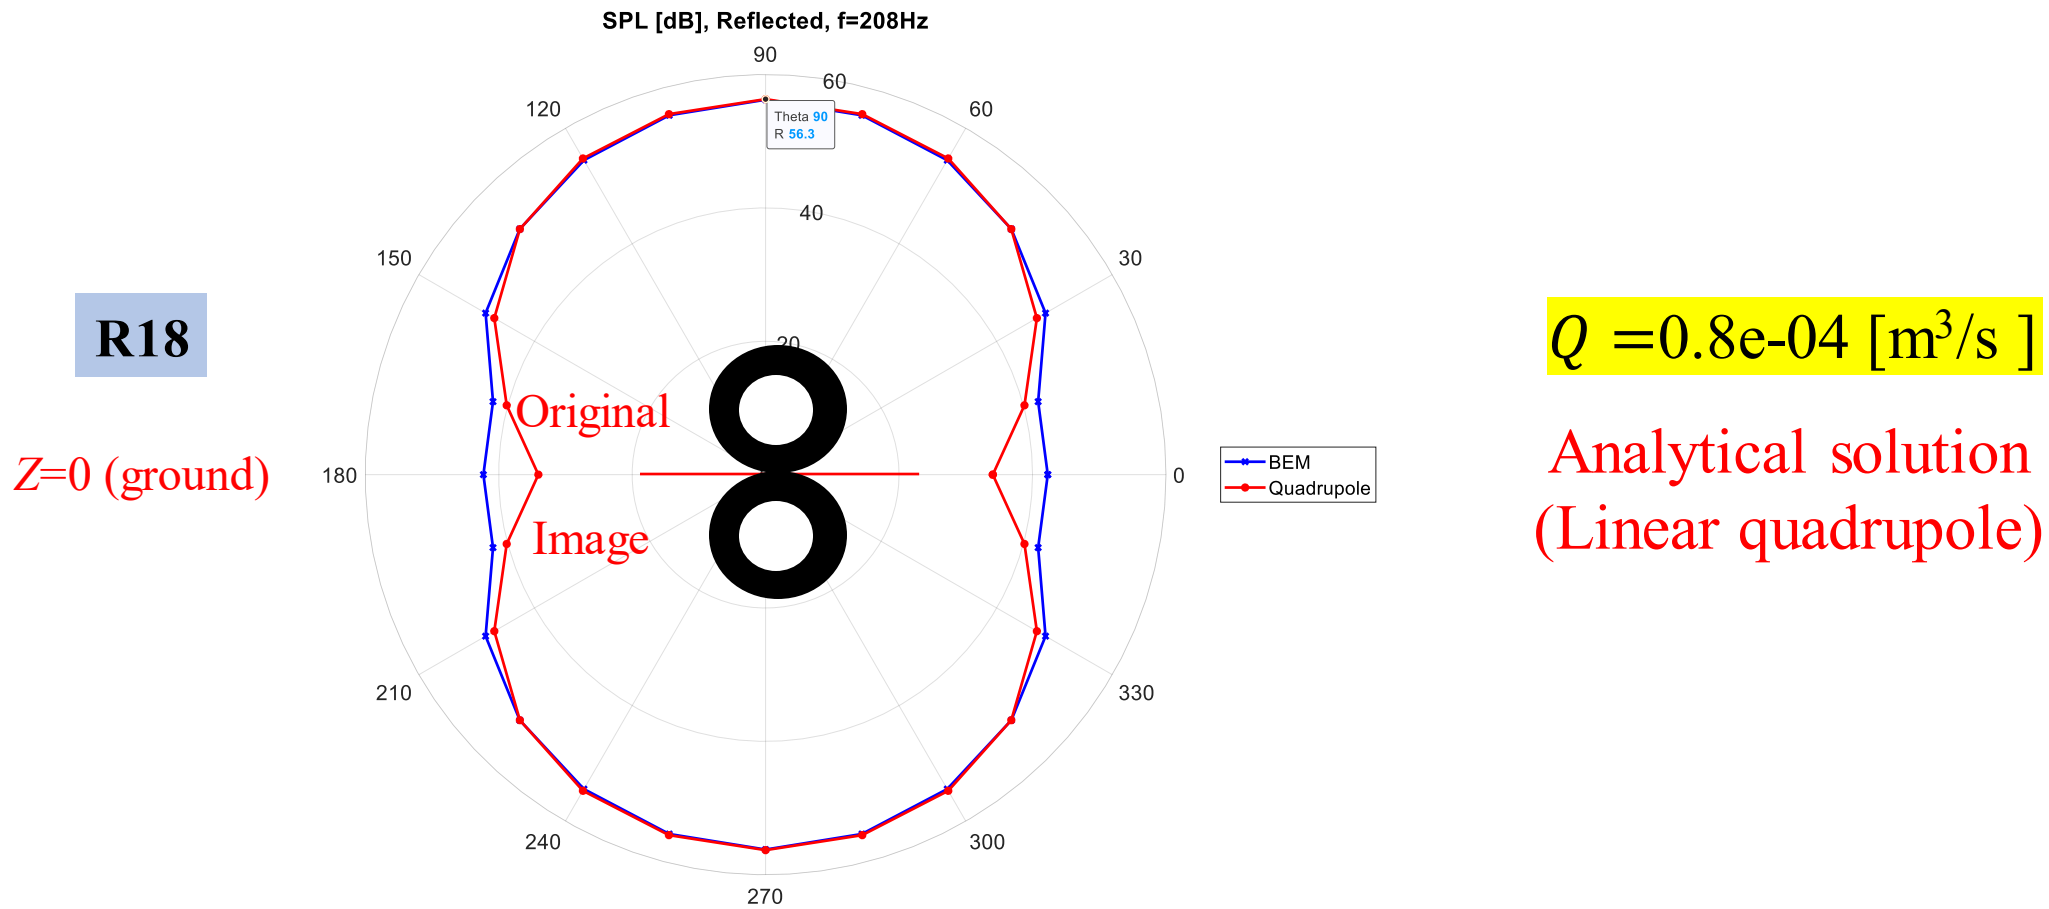 SPL [dB], Reflected, f=208Hz
90
60
120
60
Theta 90
R 56.3
40
150
30
R18
Q =0.8e-04 [m³/s ]
20
Original
Analytical solution
Z=0 (ground)
180
0
BEM
Quadrupole
Image
(Linear quadrupole)
210
330
240
300
270